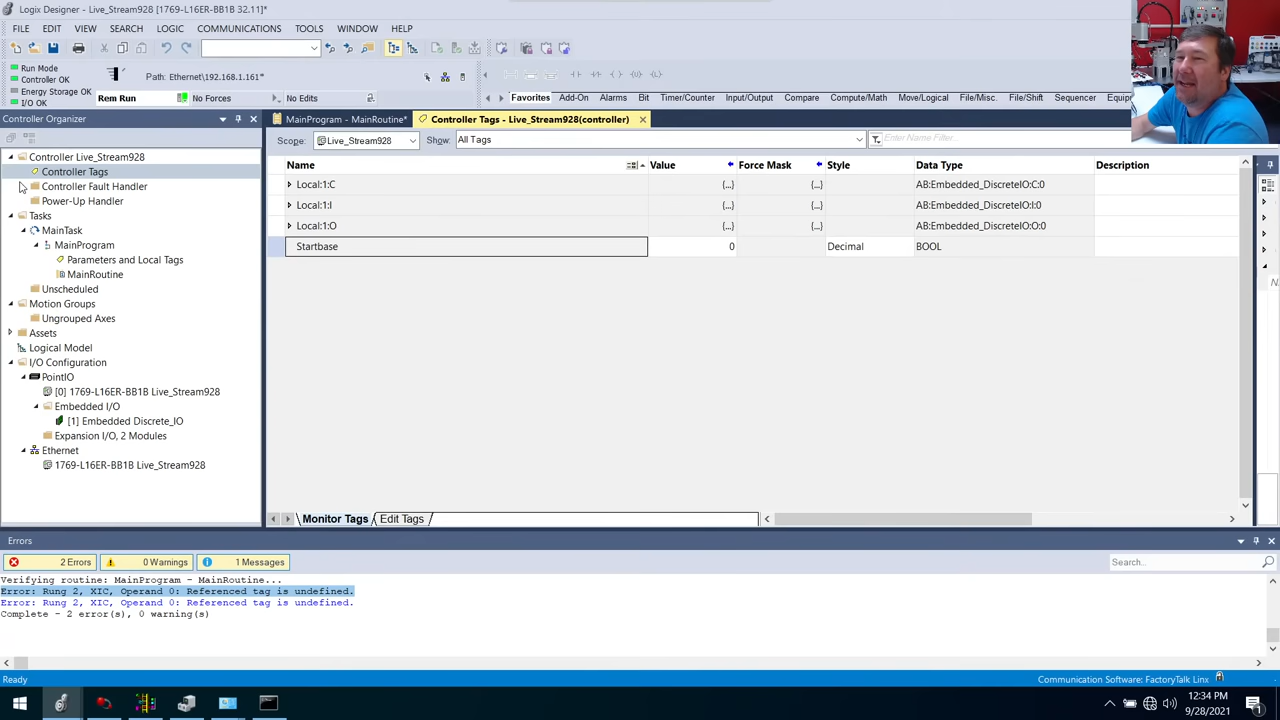 Logix Designer - Live_Stream928 [1769-L16ER-BB1B 32.11]*
FILE EDIT VIEW SEARCH LOGIC COMMUNICATIONS TOOLS WINDOW HELP
Run Mode
Controller OK
Energy Storage OK
I/O OK
Path: Ethernet\192.168.1.161*
Rem Run
No Forces
No Edits
Favorites Add-On Alarms Bit Timer/Counter Input/Output Compare Compute/Math Move/Logical File/Misc. File/Shift Sequencer Equip
Controller Organizer
MainProgram - MainRoutine*
Controller Tags - Live_Stream928(controller)
Scope: Live_Stream928
Show: All Tags
Enter Name Filter...
Controller Live_Stream928
Controller Tags
Controller Fault Handler
Power-Up Handler
Tasks
MainTask
MainProgram
Parameters and Local Tags
MainRoutine
Unscheduled
Motion Groups
Ungrouped Axes
Assets
Logical Model
I/O Configuration
PointIO
[0] 1769-L16ER-BB1B Live_Stream928
Embedded I/O
[1] Embedded Discrete_IO
Expansion I/O, 2 Modules
Ethernet
1769-L16ER-BB1B Live_Stream928
Name Value Force Mask Style Data Type Description
Local:1:C {...} {...} AB:Embedded_DiscreteIO:C:0
Local:1:I {...} {...} AB:Embedded_DiscreteIO:I:0
Local:1:O {...} {...} AB:Embedded_DiscreteIO:O:0
Startbase 0 Decimal BOOL
Monitor Tags Edit Tags
Errors
2 Errors 0 Warnings 1 Messages
Search...
Verifying routine: MainProgram - MainRoutine...
Error: Rung 2, XIC, Operand 0: Referenced tag is undefined.
Error: Rung 2, XIC, Operand 0: Referenced tag is undefined.
Complete - 2 error(s), 0 warning(s)
Ready
Communication Software: FactoryTalk Linx
12:34 PM
9/28/2021